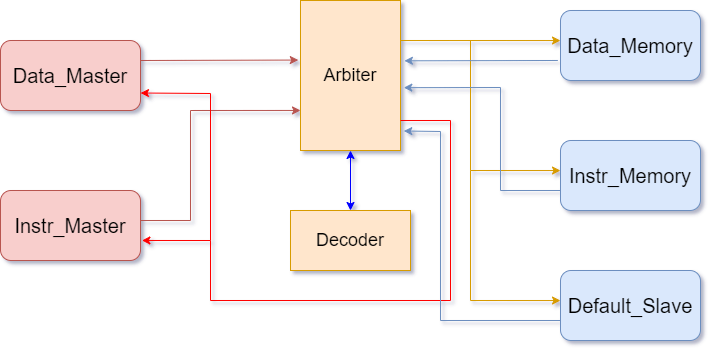 Data_Master
Arbiter
Data_Memory
Instr_Master
Decoder
Instr_Memory
Default_Slave